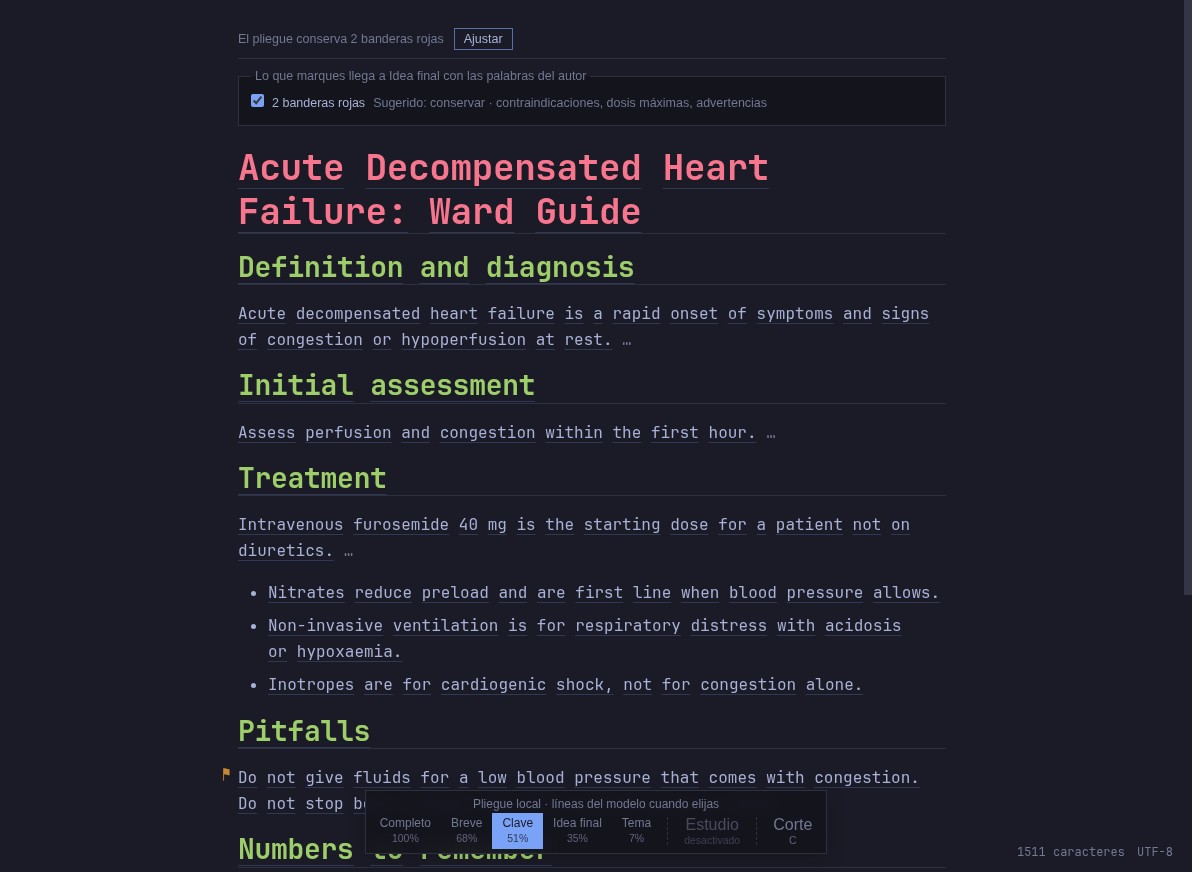 El pliegue conserva 2 banderas rojas Ajustar
Lo que marques llega a Idea final con las palabras del autor
2 banderas rojas Sugerido: conservar · contraindicaciones, dosis máximas, advertencias
Acute Decompensated Heart
Failure: Ward Guide
Definition and diagnosis
Acute decompensated heart failure is a rapid onset of symptoms and signs
of congestion or hypoperfusion at rest. …
Initial assessment
Assess perfusion and congestion within the first hour. …
Treatment
Intravenous furosemide 40 mg is the starting dose for a patient not on
diuretics. …
• Nitrates reduce preload and are first line when blood pressure allows.
• Non-invasive ventilation is for respiratory distress with acidosis
or hypoxaemia.
• Inotropes are for cardiogenic shock, not for congestion alone.
Pitfalls
Do not give fluids for a low blood pressure that comes with congestion.
Do not stop
Numbers to remember
Pliegue local · líneas del modelo cuando elijas
Completo Breve Clave Idea final Tema Estudio Corte
100% 68% 51% 35% 7% desactivado C
1511 caracteres UTF-8